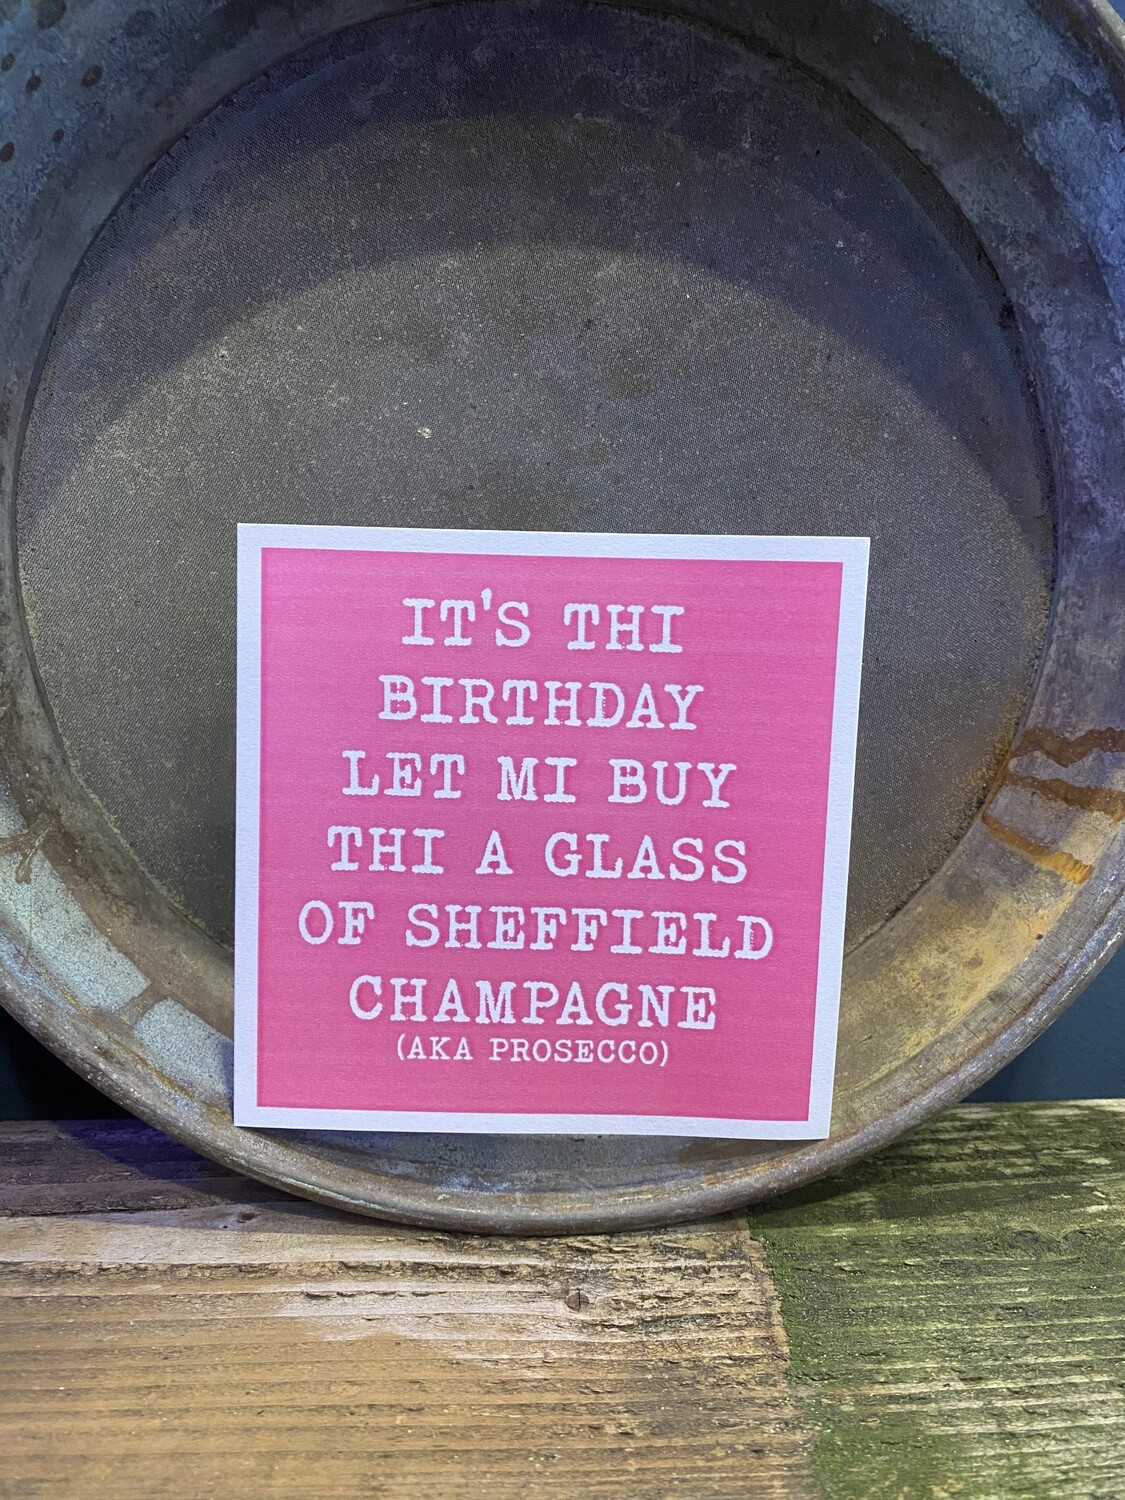 IT'S THI
BIRTHDAY
LET MI BUY
THI A GLASS
OF SHEFFIELD
CHAMPAGNE
(AKA PROSECCO)